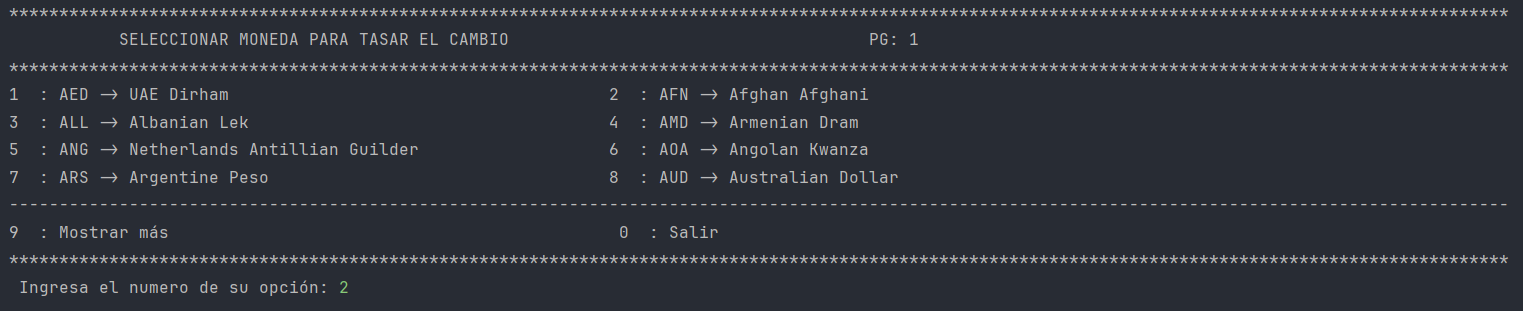 ******************************************************************************************************************************************************
SELECCIONAR MONEDA PARA TASAR EL CAMBIO PG: 1
******************************************************************************************************************************************************
1 : AED -> UAE Dirham 2 : AFN -> Afghan Afghani
3 : ALL -> Albanian Lek 4 : AMD -> Armenian Dram
5 : ANG -> Netherlands Antillian Guilder 6 : AOA -> Angolan Kwanza
7 : ARS -> Argentine Peso 8 : AUD -> Australian Dollar
------------------------------------------------------------------------------------------------------------------------------------------------------
9 : Mostrar más 0 : Salir
******************************************************************************************************************************************************
Ingresa el numero de su opción: 2